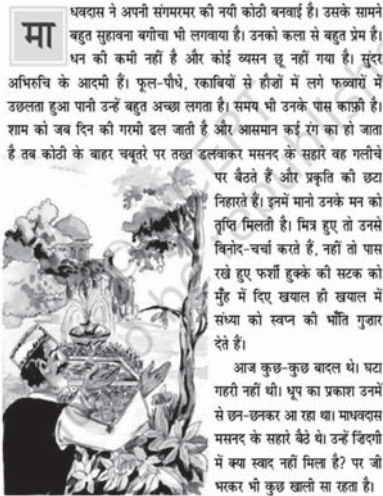 माधवदास ने अपनी संगमरमर की नयी कोठी बनवाई है। उसके सामने
बहुत सुहावना बगीचा भी लगवाया है। उनको कला से बहुत प्रेम है।
धन की कमी नहीं है और कोई व्यसन छू नहीं गया है। सुंदर
अभिरुचि के आदमी हैं। फूल-पौधे, रकाबियों से हौजों में लगे फव्वारों में
उछलता हुआ पानी उन्हें बहुत अच्छा लगता है। समय भी उनके पास काफ़ी है।
शाम को जब दिन की गरमी ढल जाती है और आसमान कई रंग का हो जाता
है तब कोठी के बाहर चबूतरे पर तख्त डलवाकर मसनद के सहारे वह गलीचे
पर बैठते हैं और प्रकृति की छटा
निहारते हैं। इनमें मानो उनके मन को
तृप्ति मिलती है। मित्र हुए तो उनसे
विनोद-चर्चा करते हैं, नहीं तो पास
रखे हुए फर्शी हुक्के की सटक को
मुँह में दिए खयाल ही खयाल में
संध्या को स्वप्न की भाँति गुज़ार
देते हैं।
आज कुछ-कुछ बादल थे। घटा
गहरी नहीं थी। धूप का प्रकाश उनमें
से छन-छनकर आ रहा था। माधवदास
मसनद के सहारे बैठे थे। उन्हें ज़िंदगी
में क्या स्वाद नहीं मिला है? पर जी
भरकर भी कुछ खाली सा रहता है।